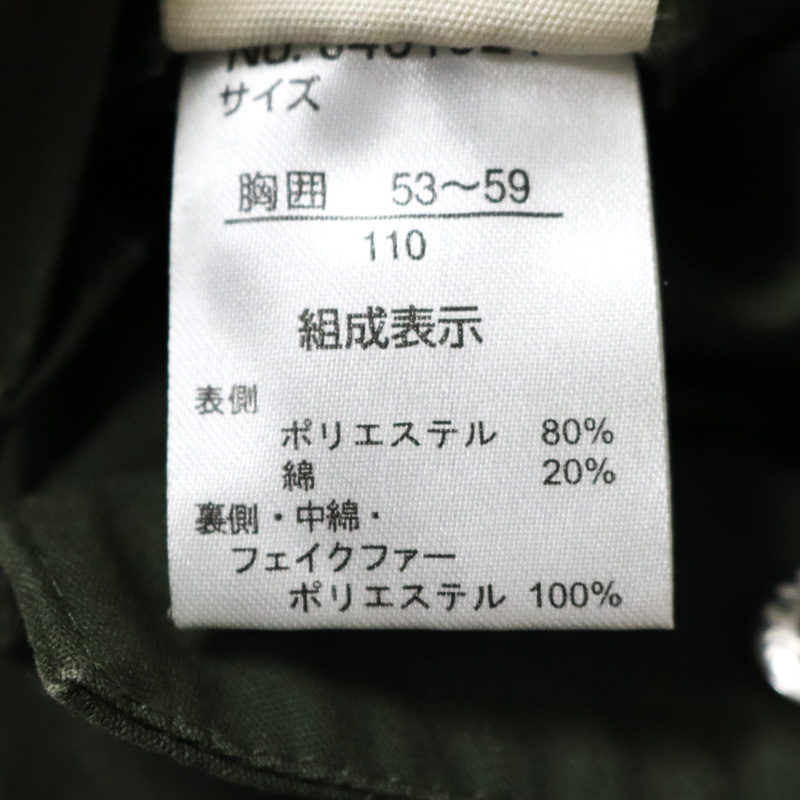 サイズ
胸囲 53～59
110
組成表示
表側
ポリエステル 80%
綿 20%
裏側・中綿・
フェイクファー
ポリエステル 100%